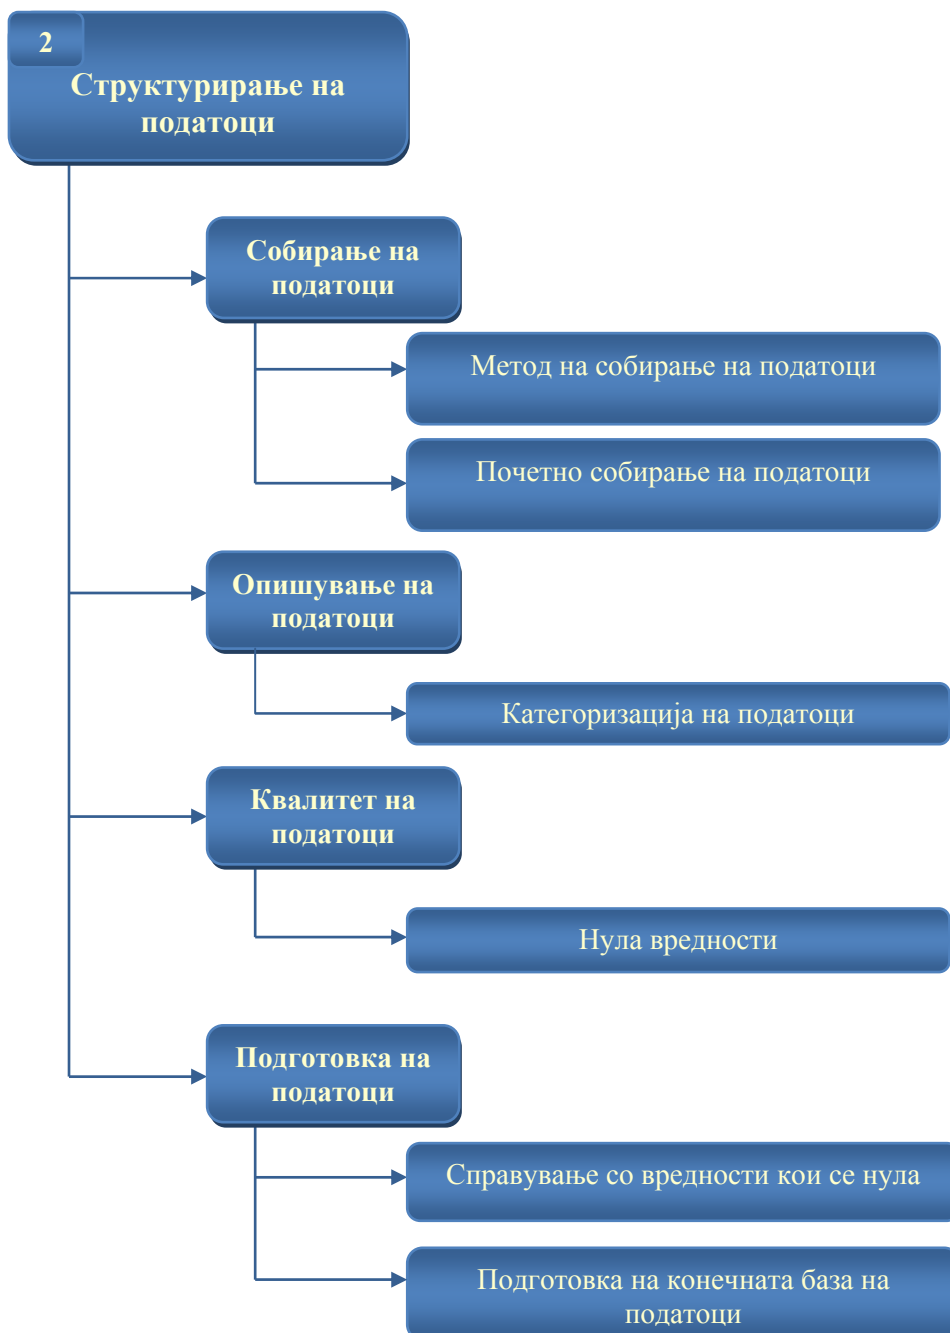 2
Структурирање на
податоци
Собирање на
податоци
Метод на собирање на податоци
Почетно собирање на податоци
Опишување на
податоци
Категоризација на податоци
Квалитет на
податоци
Нула вредности
Подготовка на
податоци
Справување со вредности кои се нула
Подготовка на конечната база на
податоци